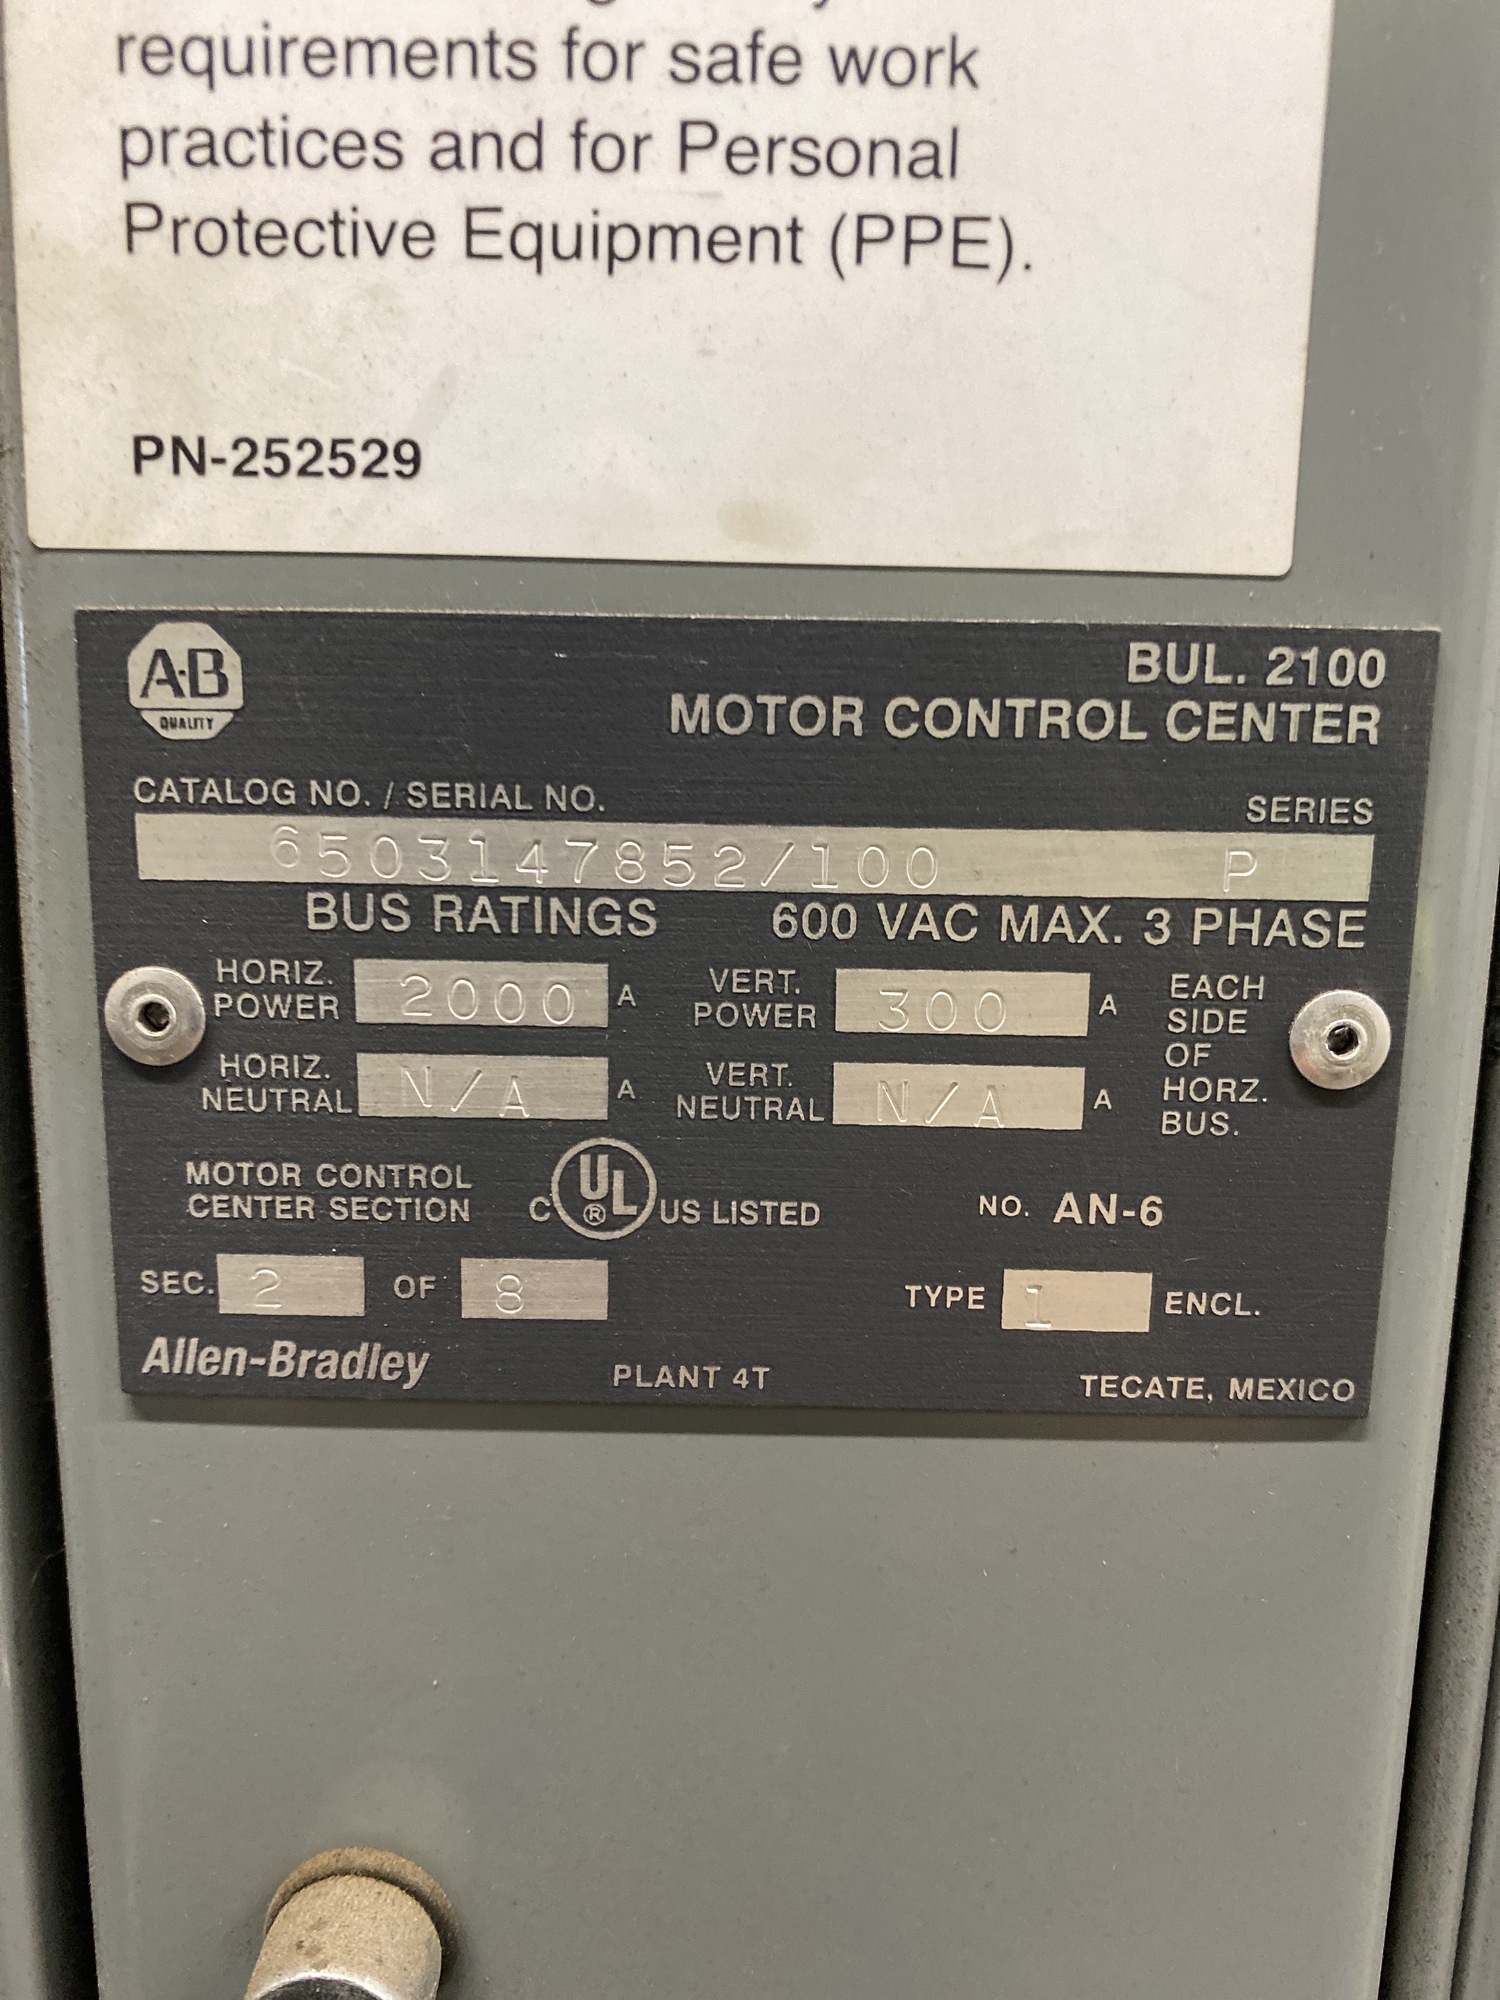 requirements for safe work
practices and for Personal
Protective Equipment (PPE).
PN-252529
A-B
QUALITY
BUL. 2100
MOTOR CONTROL CENTER
CATALOG NO. / SERIAL NO.
SERIES
6503147852/100 P
BUS RATINGS 600 VAC MAX. 3 PHASE
HORIZ. POWER 2000 A VERT. POWER 300 A
HORIZ. NEUTRAL N/A A VERT. NEUTRAL N/A A
EACH
SIDE
OF
HORZ.
BUS.
MOTOR CONTROL
CENTER SECTION
C UL ® US LISTED
NO. AN-6
SEC. 2 OF 8 TYPE 1 ENCL.
Allen-Bradley PLANT 4T TECATE, MEXICO